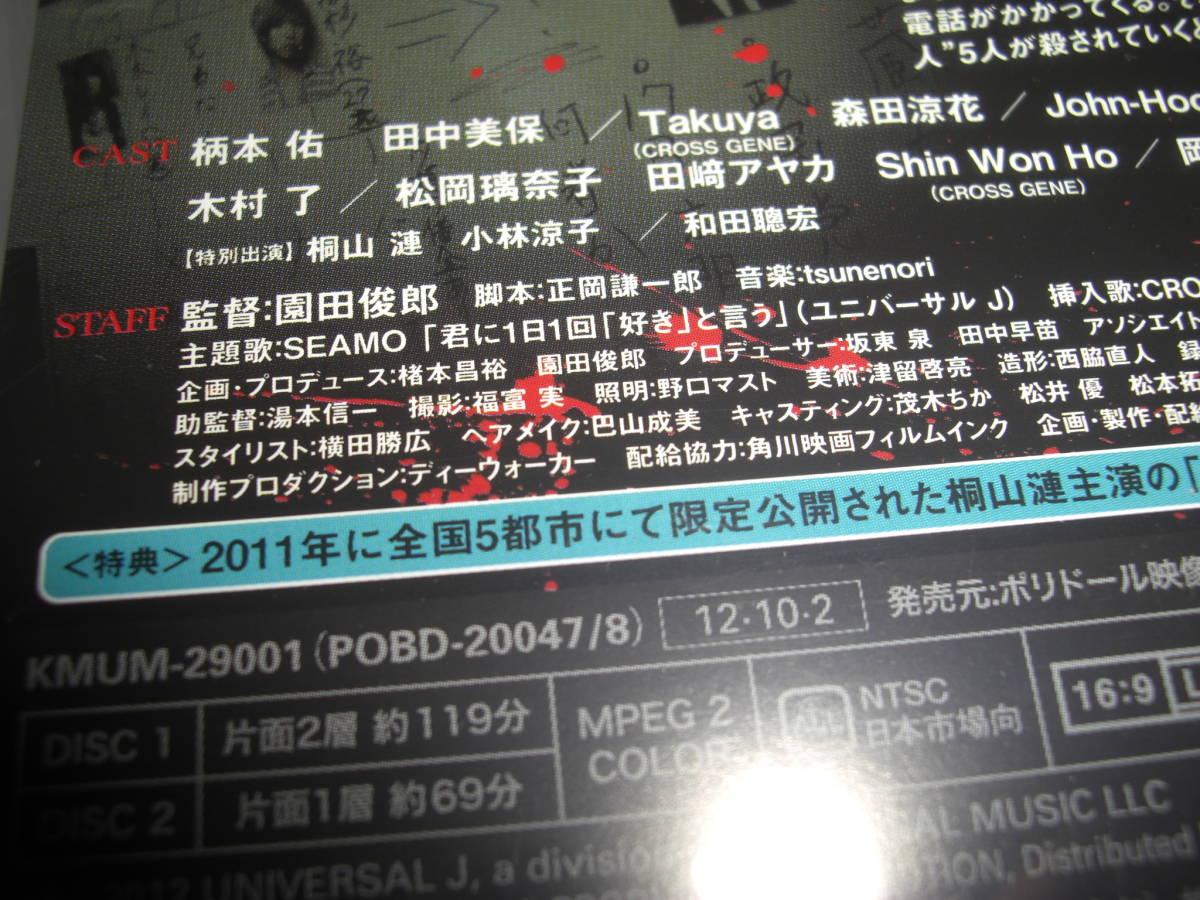 電話がかかってくる。そ
人"5人が殺されていくと
CAST 柄本 佑 田中美保 ／ Takuya 森田涼花 ／ John-Hoo
(CROSS GENE)
木村 了 ／ 松岡璃奈子 田﨑アヤカ Shin Won Ho ／
(CROSS GENE)
【特別出演】桐山 漣 小林涼子 ／ 和田聰宏
STAFF 監督:園田俊郎 脚本:正岡謙一郎 音楽:tsunenori
主題歌:SEAMO「君に1日1回「好き」と言う」(ユニバーサル J) 挿入歌:CRO
企画・プロデュース:楮本昌裕 園田俊郎 プロデューサー:坂東 泉 田中早苗 アソシエイト
助監督:湯本信一 撮影:福富 実 照明:野口マスト 美術:津留啓亮 造形:西脇直人 録
スタイリスト:横田勝広 ヘアメイク:巴山成美 キャスティング:茂木ちか 松井 優 松本拓
制作プロダクション:ディーウォーカー 配給協力:角川映画フィルムインク 企画・製作・配給
＜特典＞2011年に全国5都市にて限定公開された桐山漣主演の「
KMUM-29001(POBD-20047/8) 12・10・2 発売元:ポリドール映像
DISC 1 片面2層 約119分 MPEG 2 COLOR ALL NTSC 日本市場向 16:9 L
DISC 2 片面1層 約69分
SAL MUSIC LLC
2012 UNIVERSAL J, a division TION, Distributed